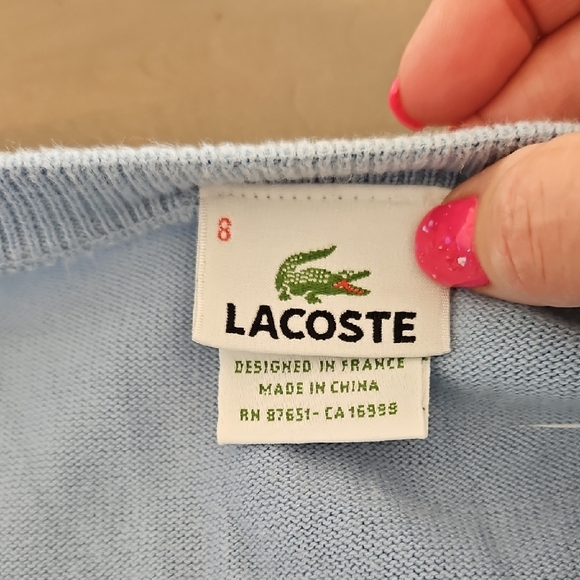 8
LACOSTE
DESIGNED IN FRANCE
MADE IN CHINA
RN 87651- CA 16998